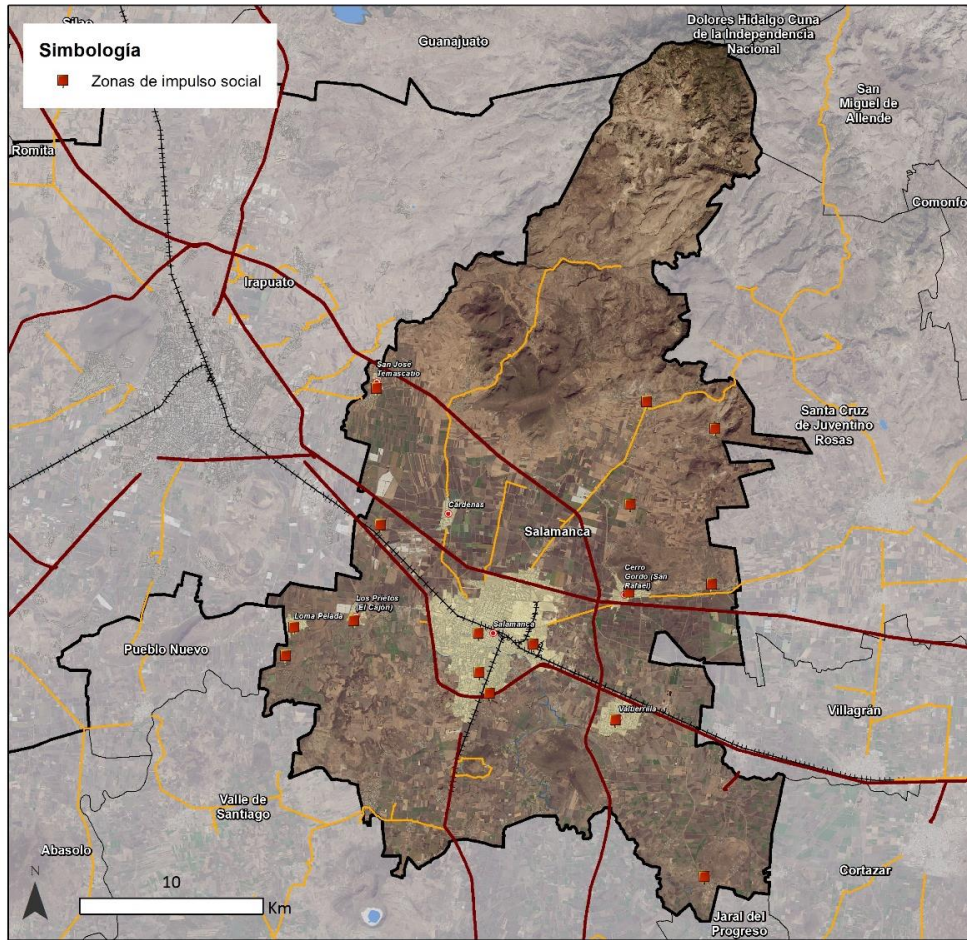 Silao
Simbología
Zonas de impulso social
Guanajuato
Dolores Hidalgo Cuna
de la Independencia
Nacional
San
Miguel de
Allende
Romita
Comonfo
Irapuato
San José
Temascatío
Santa Cruz
de Juventino
Rosas
Cárdenas
Salamanca
Cerro
Gordo (San
Rafael)
Los Prietos
(El Cajón)
Loma Pelada
Salamanca
Pueblo Nuevo
Valtierrilla
Villagrán
Valle de
Santiago
Abasolo
Cortazar
N
10
Km
Jaral del
Progreso